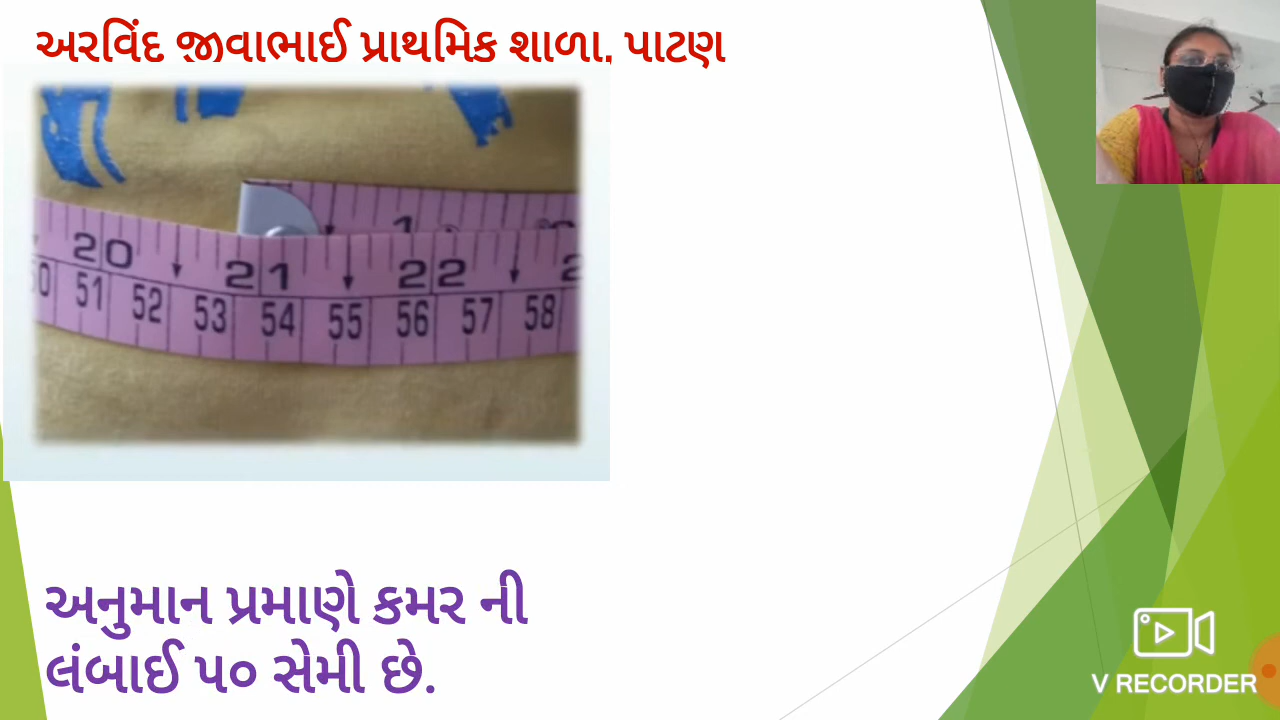 અરવિંદ જીવાભાઈ પ્રાથમિક શાળા, પાટણ
1
20 21 22
51 52 53 54 55 56 57 58
અનુમાન પ્રમાણે કમર ની
લંબાઈ ૫૦ સેમી છે.
V RECORDER